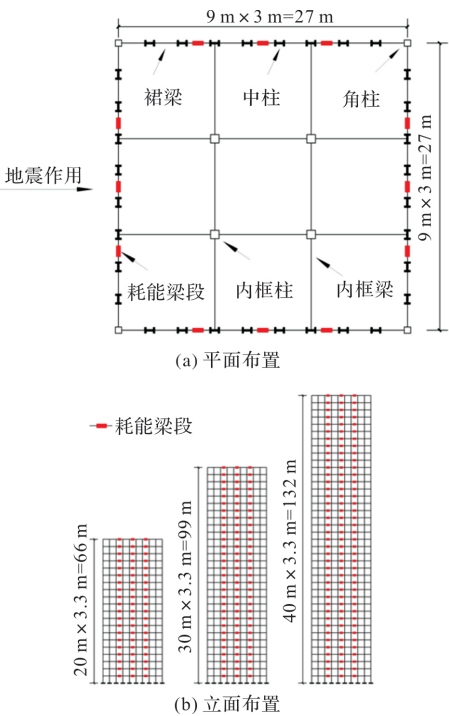 9 m×3 m=27 m
裙梁
中柱
角柱
地震作用
9 m×3 m=27 m
耗能梁段
内框柱
内框梁
(a) 平面布置
耗能梁段
20 m×3.3 m=66 m
30 m×3.3 m=99 m
40 m×3.3 m=132 m
(b) 立面布置